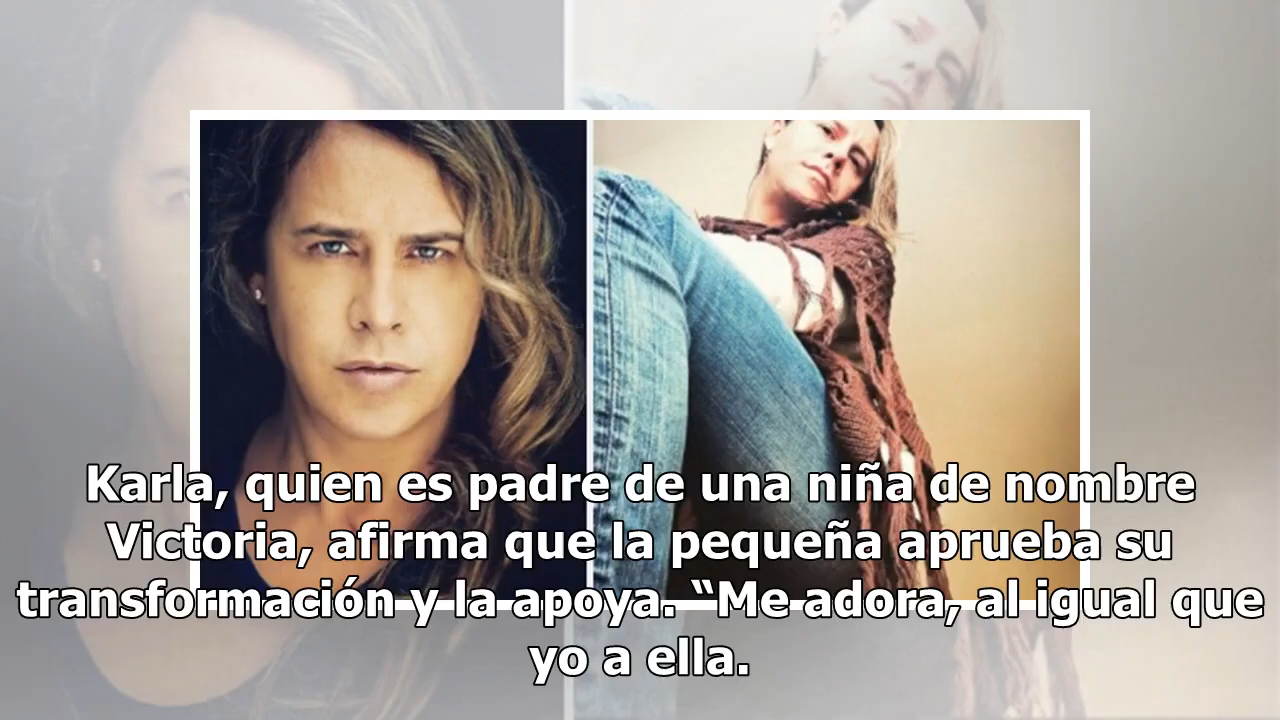 Karla, quien es padre de una niña de nombre
Victoria, afirma que la pequeña aprueba su
transformación y la apoya. “Me adora, al igual que
yo a ella.